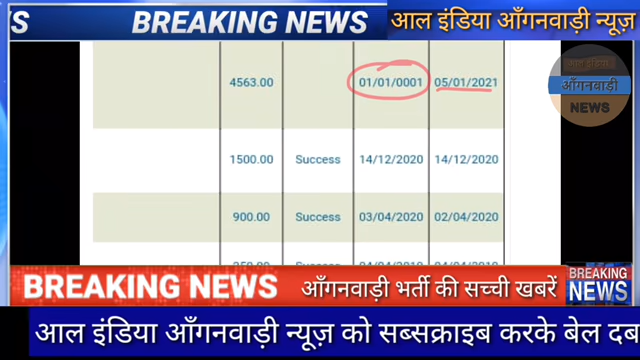 S
BREAKING NEWS
आल इंडिया आँगनवाड़ी न्यूज़
आल इंडिया
आँगनवाड़ी
NEWS
4563.00 01/01/0001 05/01/2021
1500.00 Success 14/12/2020 14/12/2020
900.00 Success 03/04/2020 02/04/2020
BREAKING NEWS आँगनवाड़ी भर्ती की सच्ची खबरें BREAKING
NEWS
आल इंडिया आँगनवाड़ी न्यूज़ को सब्सक्राइब करके बेल दब